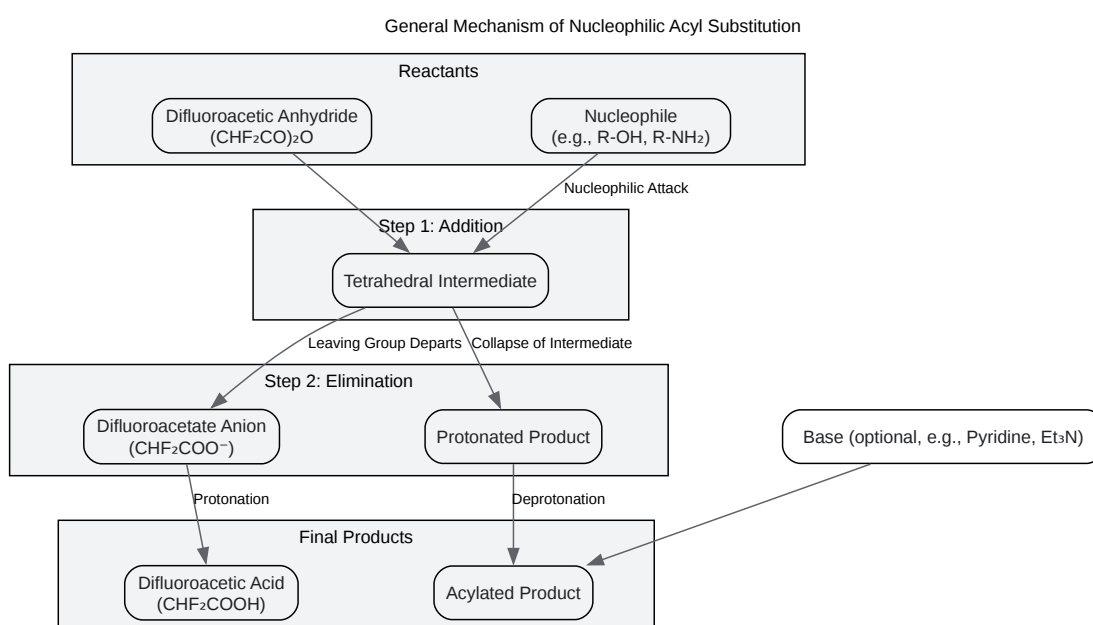 General Mechanism of Nucleophilic Acyl Substitution
Reactants
Difluoroacetic Anhydride
(CHF₂CO)₂O
Nucleophile
(e.g., R-OH, R-NH₂)
Nucleophilic Attack
Step 1: Addition
Tetrahedral Intermediate
Leaving Group Departs
Collapse of Intermediate
Step 2: Elimination
Difluoroacetate Anion
(CHF₂COO⁻)
Protonated Product
Base (optional, e.g., Pyridine, Et₃N)
Protonation
Deprotonation
Final Products
Difluoroacetic Acid
(CHF₂COOH)
Acylated Product